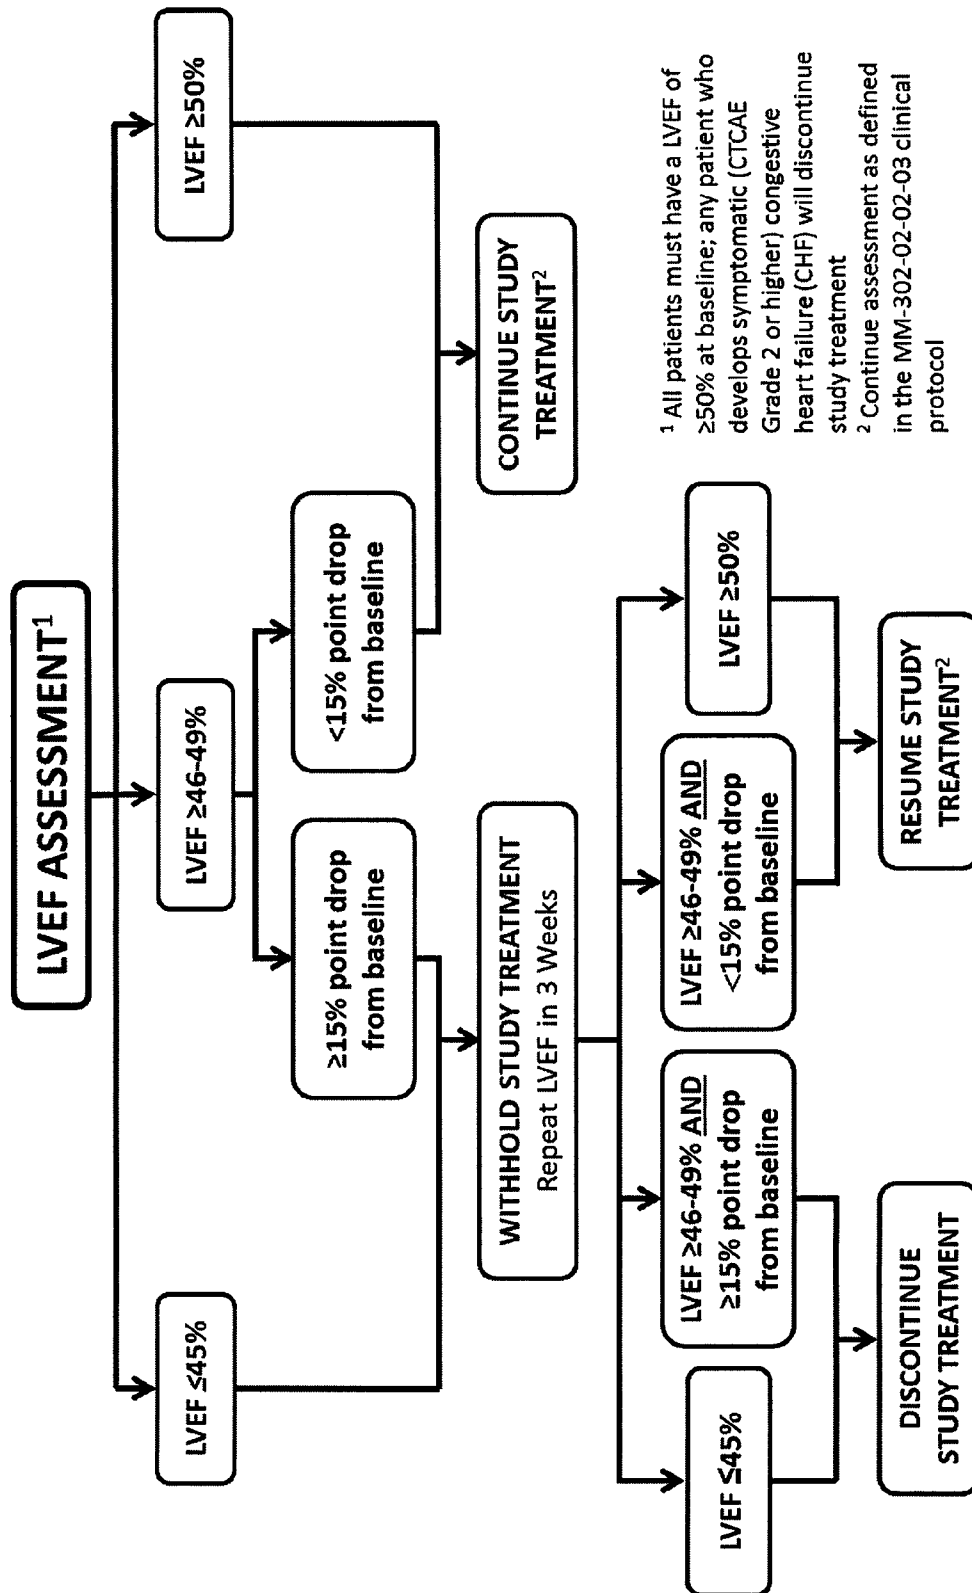 LVEF ASSESSMENT¹
LVEF ≤45%
LVEF ≥46-49%
LVEF ≥50%
≥15% point drop
from baseline
<15% point drop
from baseline
WITHHOLD STUDY TREATMENT
Repeat LVEF in 3 Weeks
CONTINUE STUDY
TREATMENT²
LVEF ≤45%
LVEF ≥46-49% AND
≥15% point drop
from baseline
LVEF ≥46-49% AND
<15% point drop
from baseline
LVEF ≥50%
DISCONTINUE
STUDY TREATMENT
RESUME STUDY
TREATMENT²
¹ All patients must have a LVEF of
≥50% at baseline; any patient who
develops symptomatic (CTCAE
Grade 2 or higher) congestive
heart failure (CHF) will discontinue
study treatment
² Continue assessment as defined
in the MM-302-02-02-03 clinical
protocol